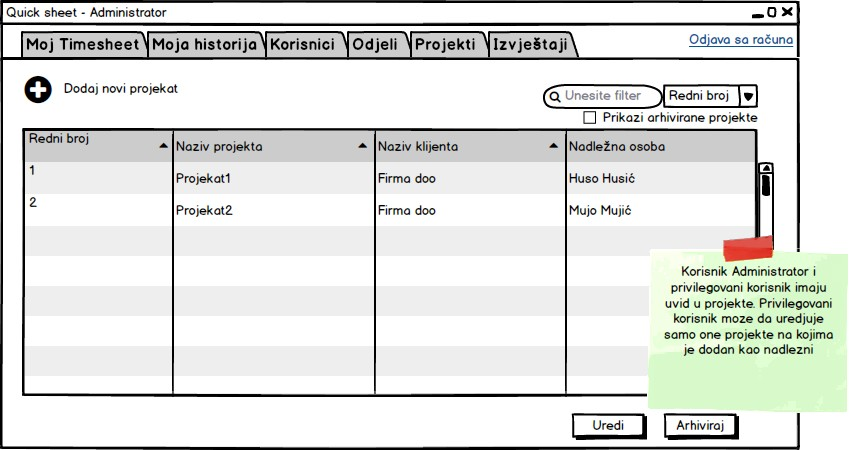 Quick sheet - Administrator
Moj Timesheet Moja historija Korisnici Odjeli Projekti Izvještaji
Odjava sa računa
Dodaj novi projekat
Unesite filter Redni broj
Prikazi arhivirane projekte
Redni broj Naziv projekta Naziv klijenta Nadležna osoba
1 Projekat1 Firma doo Huso Husić
2 Projekat2 Firma doo Mujo Mujić
Korisnik Administrator i
privilegovani korisnik imaju
uvid u projekte. Privilegovani
korisnik moze da uredjuje
samo one projekte na kojima
je dodan kao nadlezni
Uredi Arhiviraj